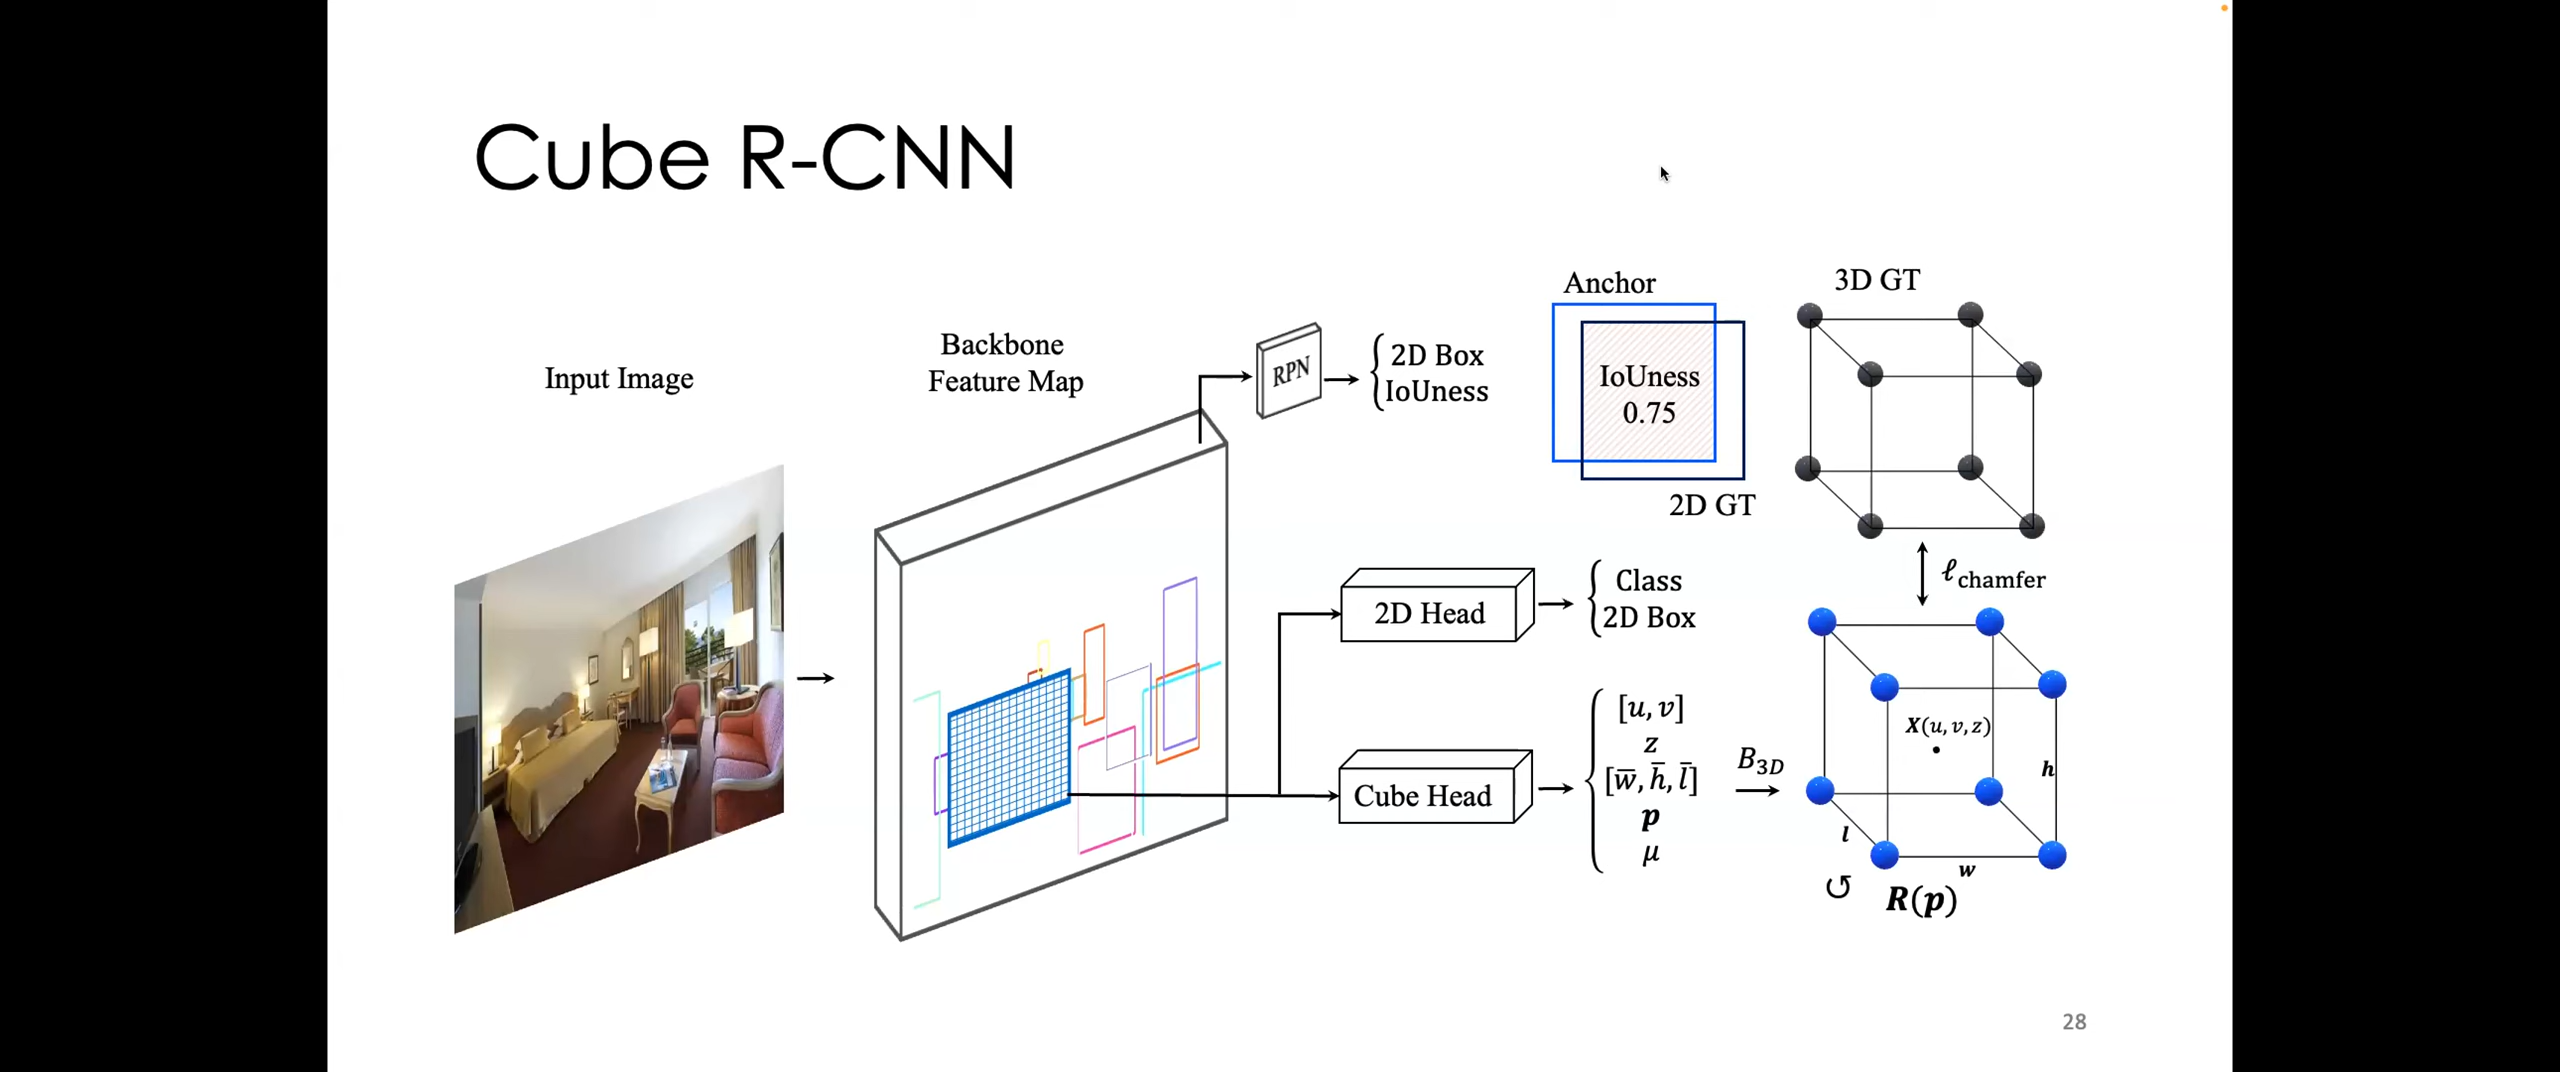 Cube R-CNN
Input Image
Backbone
Feature Map
RPN
2D Box
IoUness
Anchor
IoUness
0.75
2D GT
3D GT
ℓchamfer
2D Head
Class
2D Box
Cube Head
[u, v]
z
[w̅, h̅, l̅]
p
μ
B3D
X(u, v, z)
h
l
w
R(p)
28